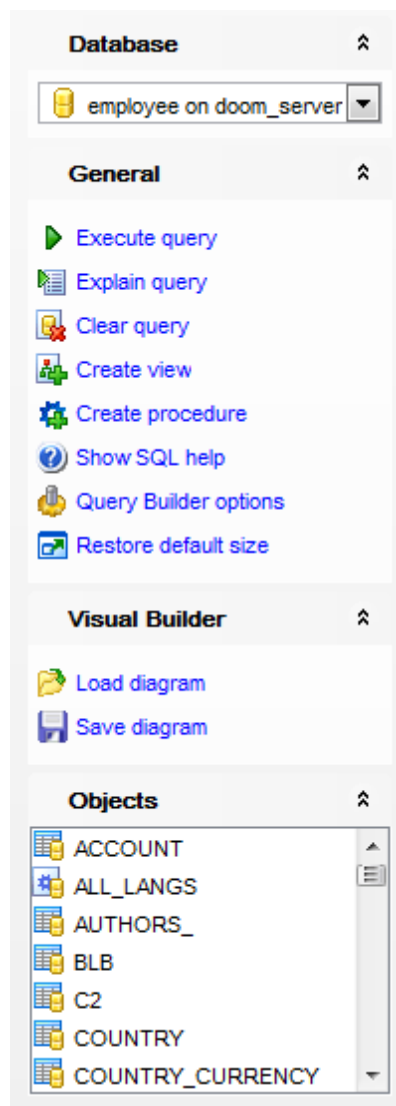 Database
employee on doom_server
General
Execute query
Explain query
Clear query
Create view
Create procedure
Show SQL help
Query Builder options
Restore default size
Visual Builder
Load diagram
Save diagram
Objects
ACCOUNT
ALL_LANGS
AUTHORS_
BLB
C2
COUNTRY
COUNTRY_CURRENCY